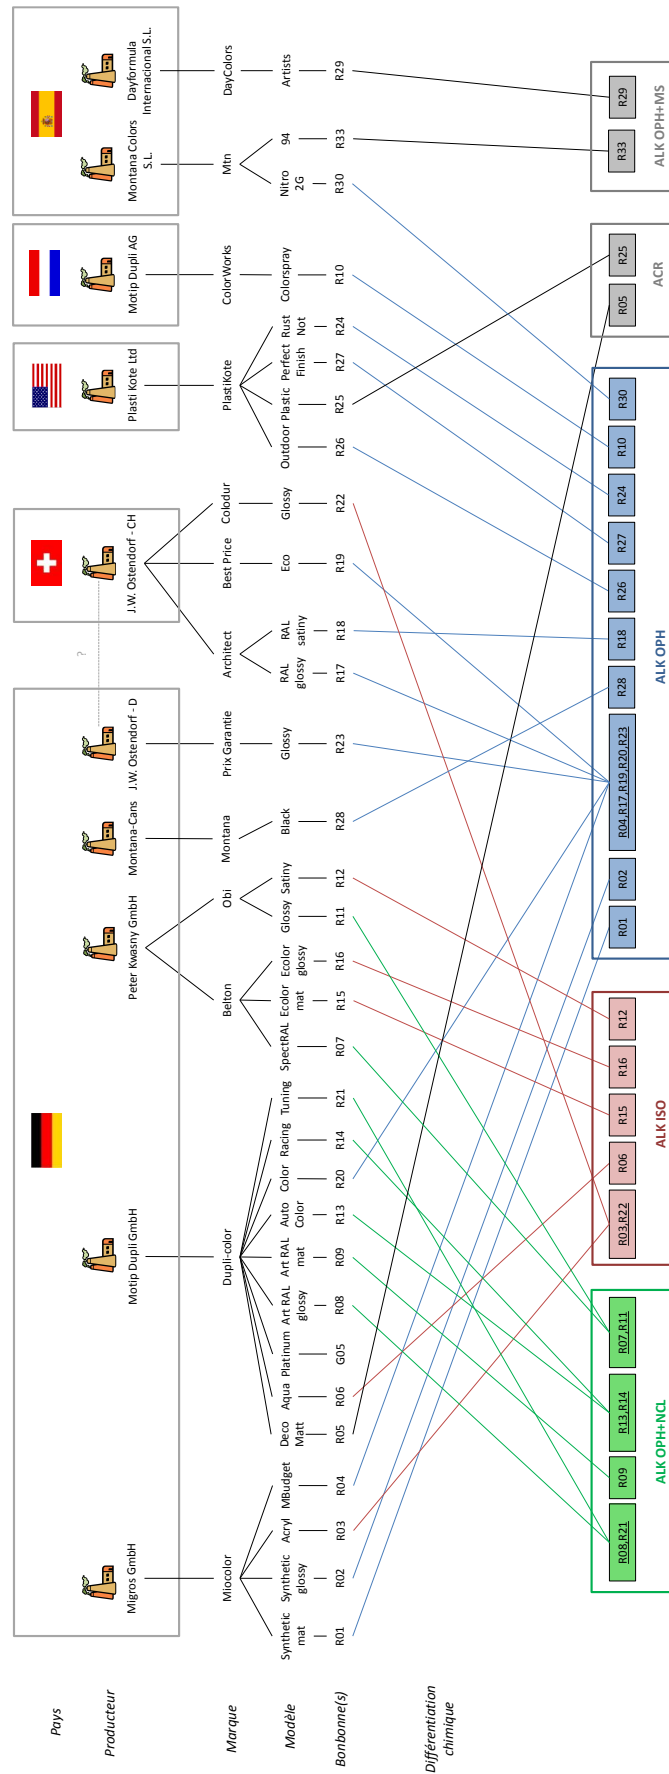 Pays
Producteur
Migros GmbH
Motip Dupli GmbH
Peter Kwasny GmbH
Montana-Cans
J.W. Ostendorf - D
?
J.W. Ostendorf - CH
Plasti Kote Ltd
Motip Dupli AG
Montana Colors
S.L.
Dayformula
Internacional S.L.
Marque
Miocolor
Dupli-color
Belton
Obi
Montana
Prix Garantie
Architect
Best Price
Colodur
PlastiKote
ColorWorks
Mtn
DayColors
Modèle
Synthetic
mat
Synthetic
glossy
Acryl
MBudget
Deco
Matt
Aqua
Platinum
Art RAL
glossy
Art RAL
mat
Auto
Color
Color
Racing
Tuning
SpectRAL
Ecolor
mat
Ecolor
glossy
Glossy
Satiny
Black
Glossy
RAL
glossy
RAL
satiny
Eco
Glossy
Outdoor
Plastic
Perfect
Finish
Rust
Not
Colorspray
Nitro
2G
94
Artists
Bonbonne(s)
R01
R02
R03
R04
R05
R06
G05
R08
R09
R13
R20
R14
R21
R07
R15
R16
R11
R12
R28
R23
R17
R18
R19
R22
R26
R25
R27
R24
R10
R30
R33
R29
Différentiation
chimique
R08,R21
R09
R13,R14
R07,R11
R03,R22
R06
R15
R16
R12
R01
R02
R04,R17,R19,R20,R23
R28
R18
R26
R27
R24
R10
R30
R05
R25
R33
R29
ALK OPH+NCL
ALK ISO
ALK OPH
ACR
ALK OPH+MS